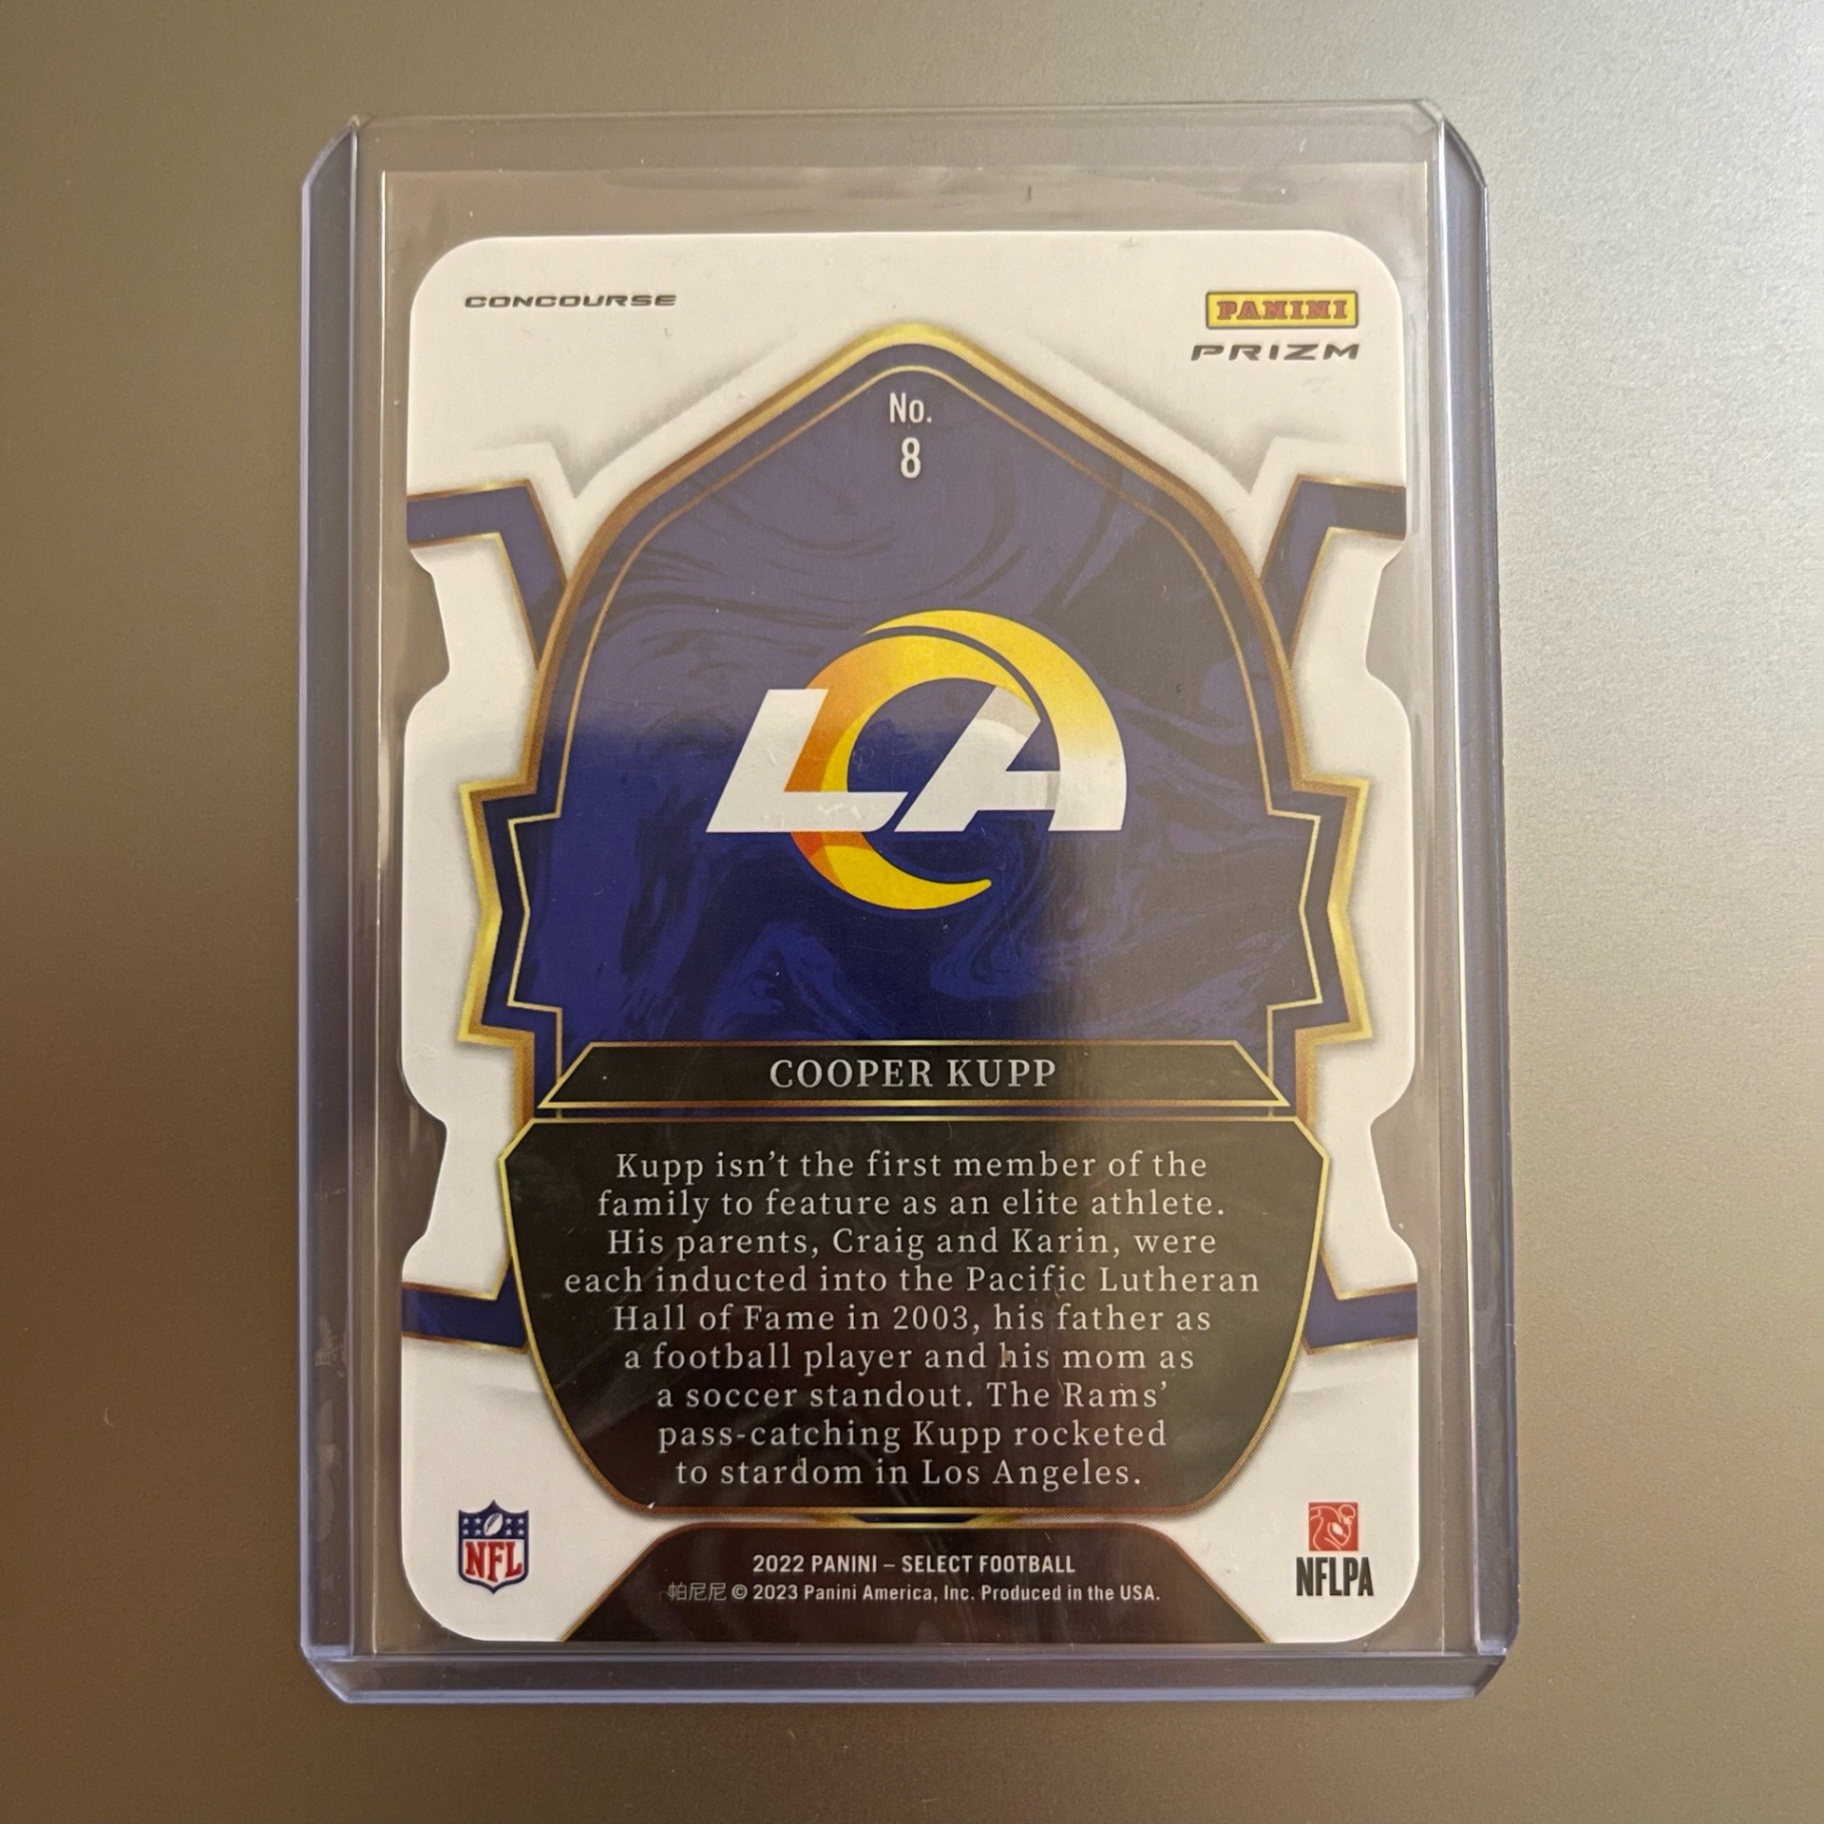 CONCOURSE
PANINI
PRIZM
No.
8
LA
COOPER KUPP
Kupp isn't the first member of the
family to feature as an elite athlete.
His parents, Craig and Karin, were
each inducted into the Pacific Lutheran
Hall of Fame in 2003, his father as
a football player and his mom as
a soccer standout. The Rams'
pass-catching Kupp rocketed
to stardom in Los Angeles.
NFL
2022 PANINI – SELECT FOOTBALL
帕尼尼 © 2023 Panini America, Inc. Produced in the USA.
NFLPA